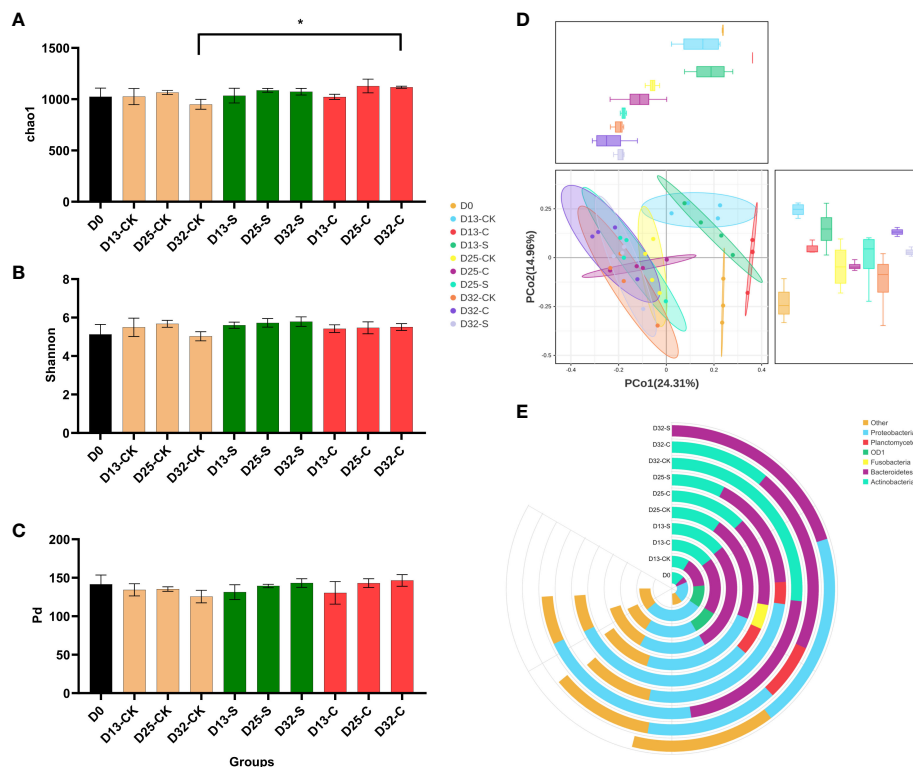 A
*
1500
1000
500
0
chao1
D0
D13-CK
D25-CK
D32-CK
D13-S
D25-S
D32-S
D13-C
D25-C
D32-C
B
8
6
4
2
0
Shannon
D0
D13-CK
D25-CK
D32-CK
D13-S
D25-S
D32-S
D13-C
D25-C
D32-C
C
200
150
100
50
0
Pd
D0
D13-CK
D25-CK
D32-CK
D13-S
D25-S
D32-S
D13-C
D25-C
D32-C
Groups
D
D0
D13-CK
D13-C
D13-S
D25-CK
D25-C
D25-S
D32-CK
D32-C
D32-S
0.25
0
-0.25
-0.5
PCo2(14.96%)
-0.4
-0.2
0
0.2
0.4
PCo1(24.31%)
E
D32-S
D32-C
D32-CK
D25-S
D25-C
D25-CK
D13-S
D13-C
D13-CK
D0
Other
Proteobacteria
Planctomycete
OD1
Fusobacteria
Bacteroidetes
Actinobacteria